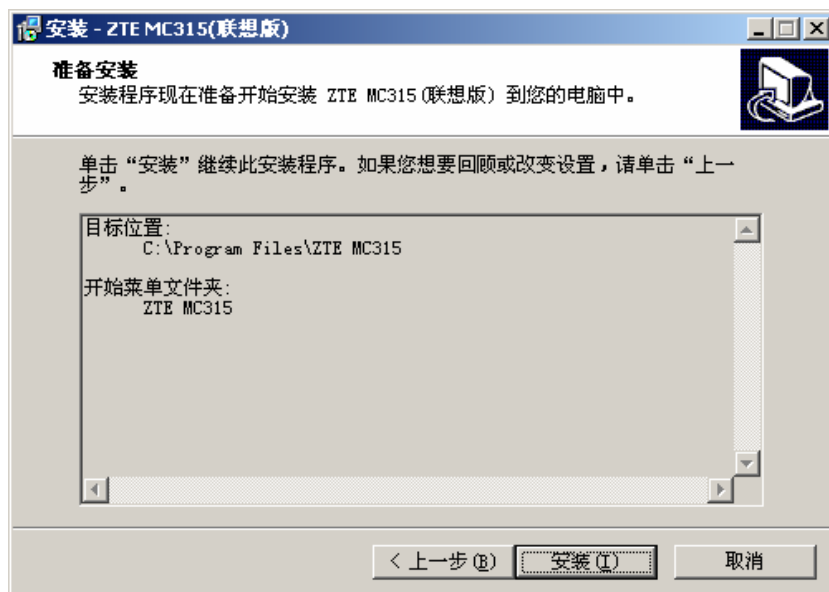 安装 - ZTE MC315(联想版)
准备安装
安装程序现在准备开始安装 ZTE MC315(联想版) 到您的电脑中。
单击“安装”继续此安装程序。如果您想要回顾或改变设置，请单击“上一
步”。
目标位置:
C:\Program Files\ZTE MC315
开始菜单文件夹:
ZTE MC315
< 上一步(B) 安装(I) 取消